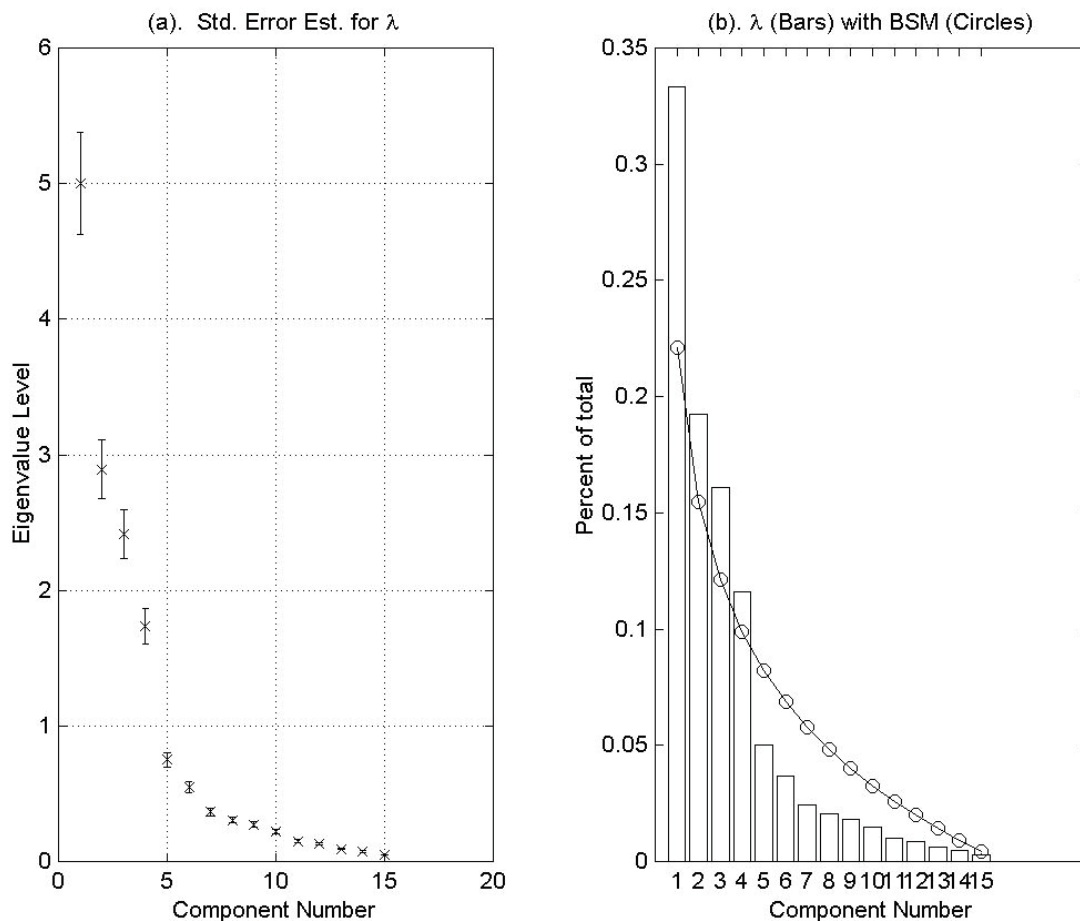 (a). Std. Error Est. for λ
6
5
4
3
2
1
0
Eigenvalue Level
0 5 10 15 20
Component Number
(b). λ (Bars) with BSM (Circles)
0.35
0.3
0.25
0.2
0.15
0.1
0.05
0
Percent of total
1 2 3 4 5 6 7 8 9 10 11 12 13 14 15
Component Number